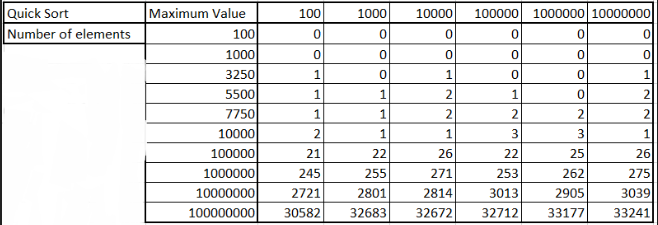 Quick Sort Maximum Value 100 1000 10000 100000 1000000 10000000
Number of elements 100 0 0 0 0 0 0
1000 0 0 0 0 0 0
3250 1 0 1 0 0 1
5500 1 1 2 1 0 2
7750 1 1 2 2 2 2
10000 2 1 1 3 3 1
100000 21 22 26 22 25 26
1000000 245 255 271 253 262 275
10000000 2721 2801 2814 3013 2905 3039
100000000 30582 32683 32672 32712 33177 33241